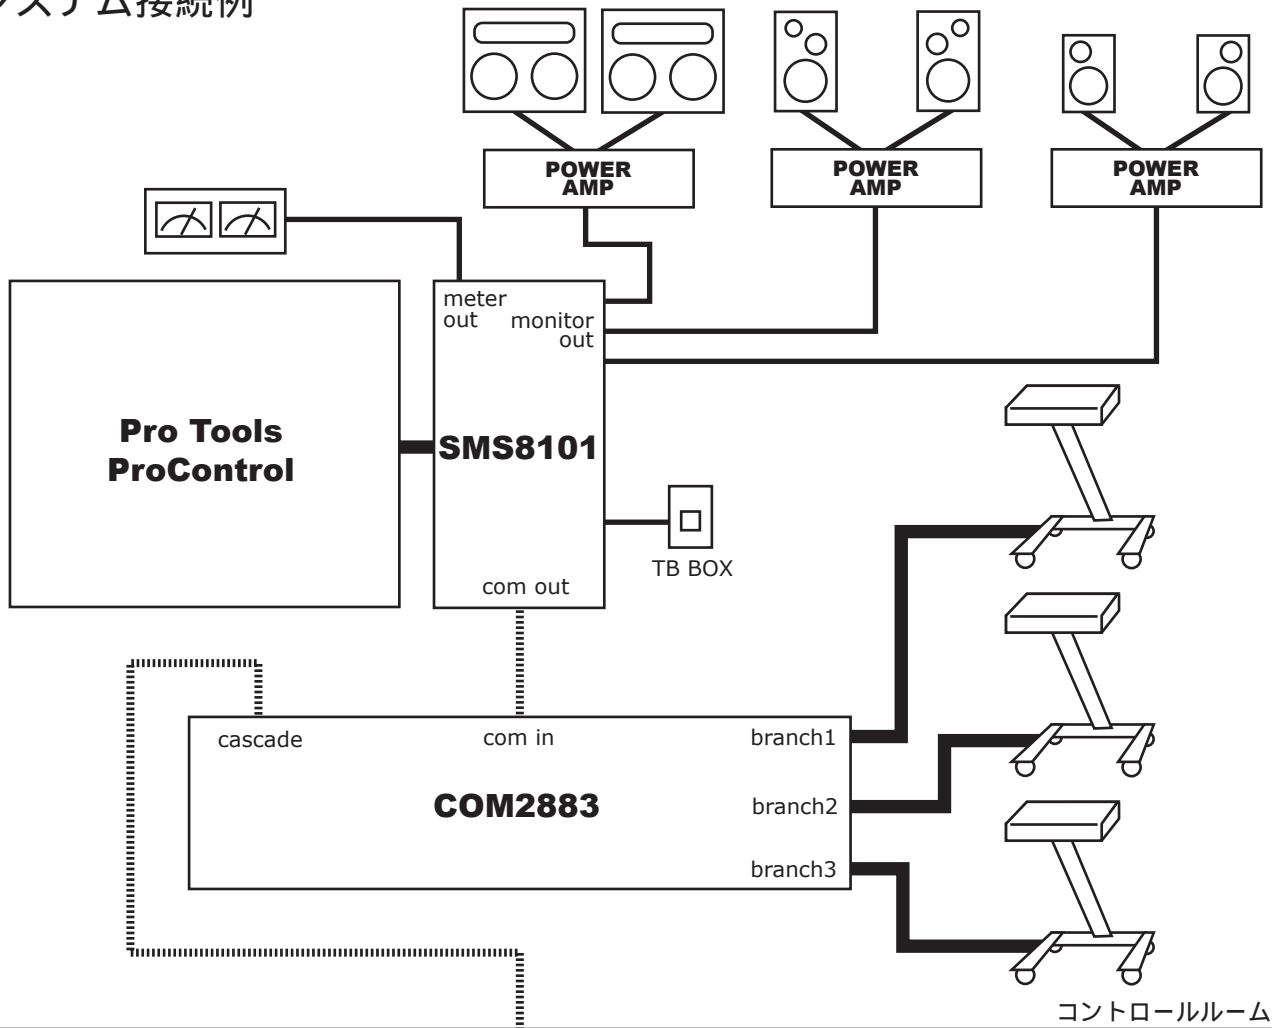 システム接続例
POWER
AMP
POWER
AMP
POWER
AMP
meter
out
monitor
out
Pro Tools
ProControl
SMS8101
TB BOX
com out
cascade
com in
branch1
COM2883
branch2
branch3
コントロールルーム